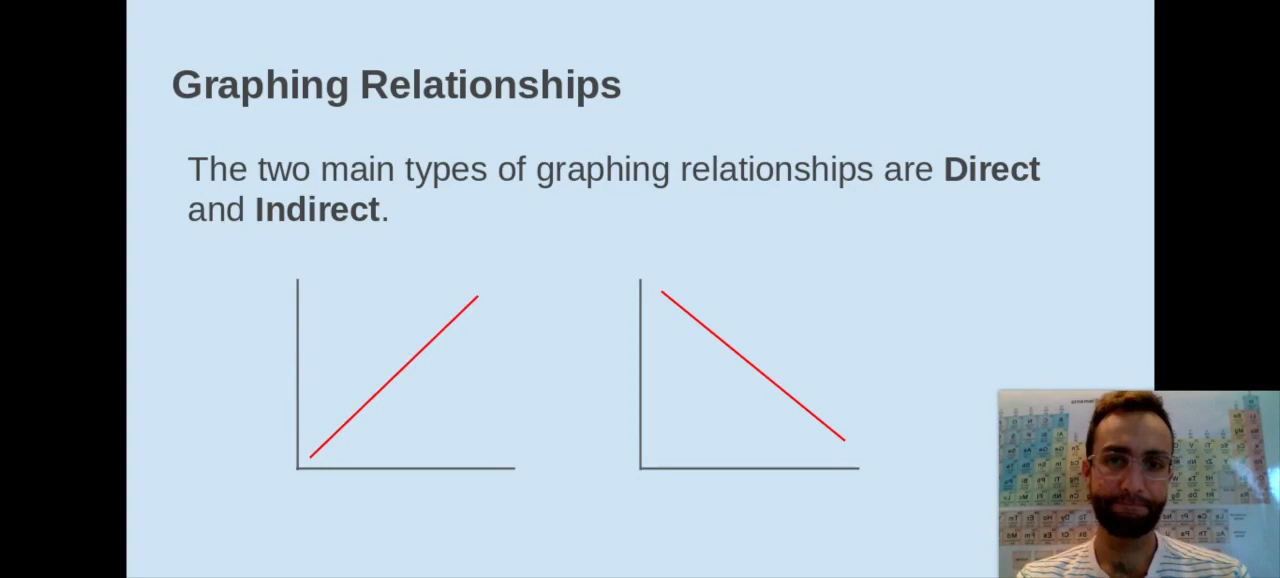 Graphing Relationships
The two main types of graphing relationships are Direct
and Indirect.